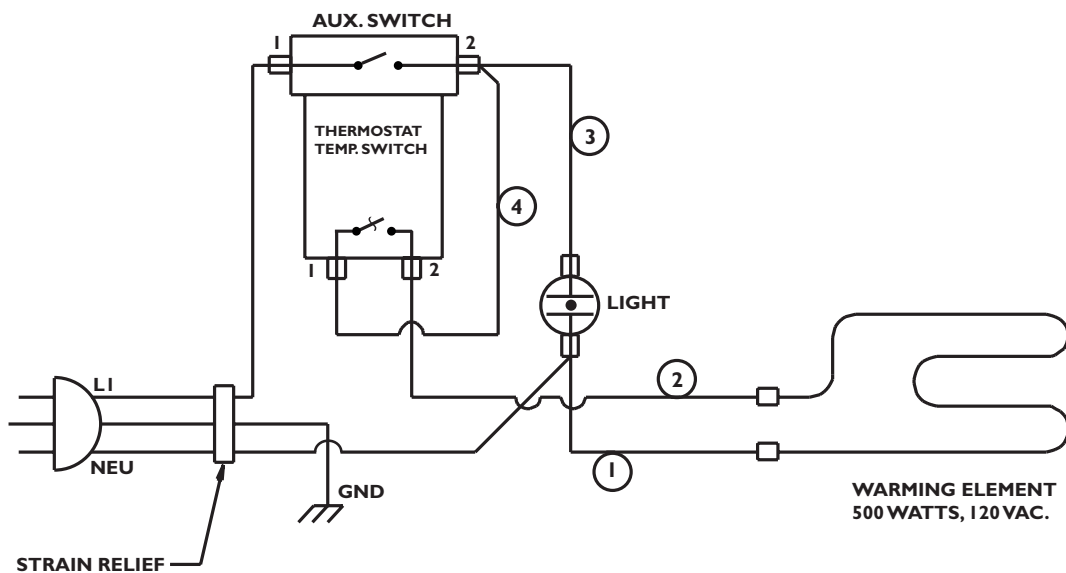 AUX. SWITCH
1
2
THERMOSTAT
TEMP. SWITCH
3
4
1
2
LIGHT
L1
2
NEU
1
GND
WARMING ELEMENT
500 WATTS, 120 VAC.
STRAIN RELIEF